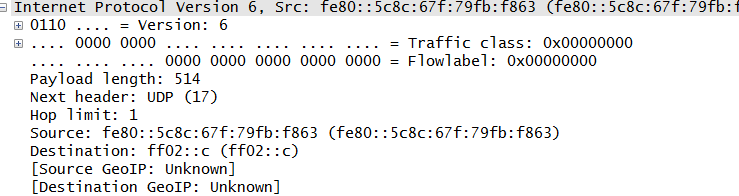 Internet Protocol Version 6, Src: fe80::5c8c:67f:79fb:f863 (fe80::5c8c:67f:79fb:f
0110 .... = Version: 6
.... 0000 0000 .... .... .... .... .... = Traffic class: 0x00000000
.... .... .... 0000 0000 0000 0000 0000 = Flowlabel: 0x00000000
Payload length: 514
Next header: UDP (17)
Hop limit: 1
Source: fe80::5c8c:67f:79fb:f863 (fe80::5c8c:67f:79fb:f863)
Destination: ff02::c (ff02::c)
[Source GeoIP: Unknown]
[Destination GeoIP: Unknown]